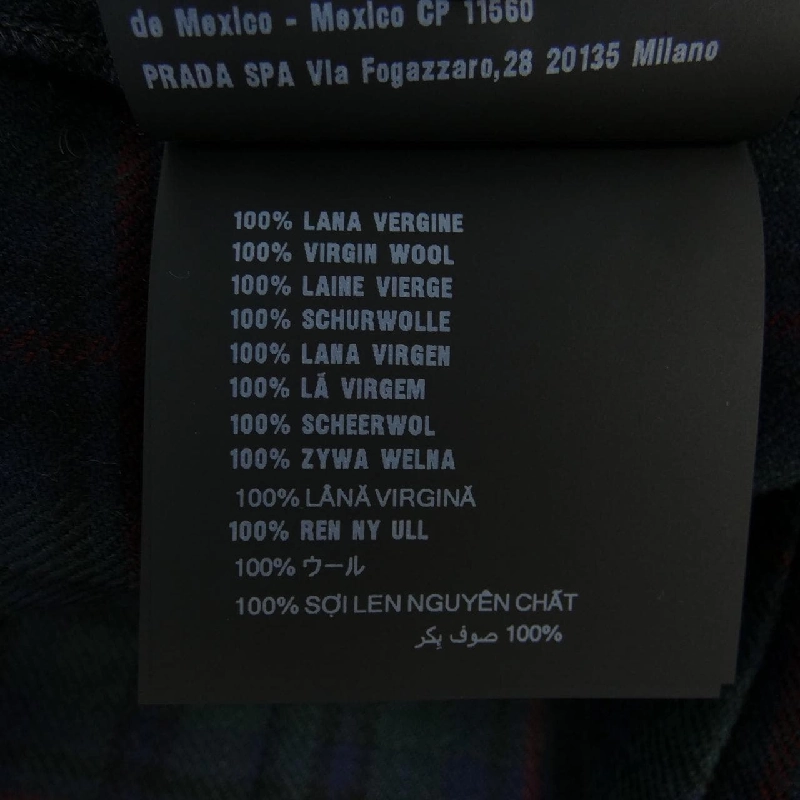 de Mexico - Mexico CP 11560
PRADA SPA Via Fogazzaro,28 20135 Milano
100% LANA VERGINE
100% VIRGIN WOOL
100% LAINE VIERGE
100% SCHURWOLLE
100% LANA VIRGEN
100% LÃ VIRGEM
100% SCHEERWOL
100% ZYWA WELNA
100% LÂNĂ VIRGINĂ
100% REN NY ULL
100% ウール
100% SỢI LEN NGUYÊN CHẤT
100% صوف بِكر